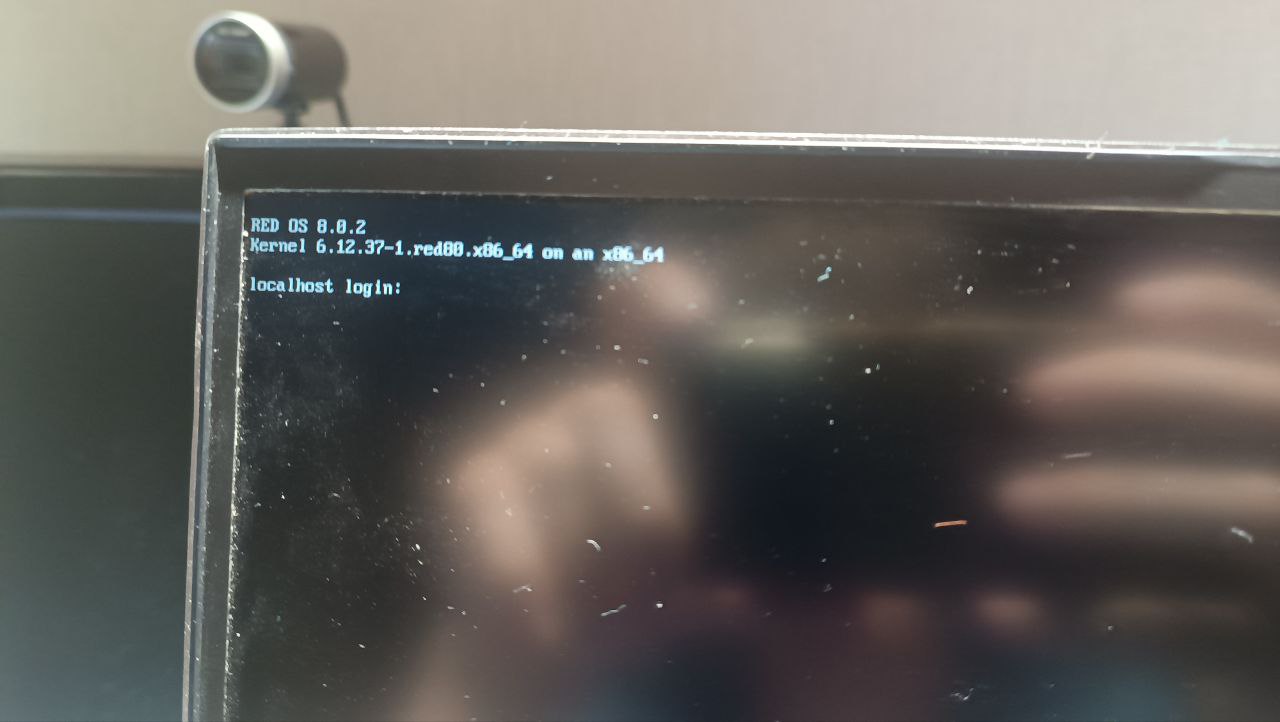 RED OS 8.0.2
Kernel 6.12.37-1.red80.x86_64 on an x86_64
localhost login: